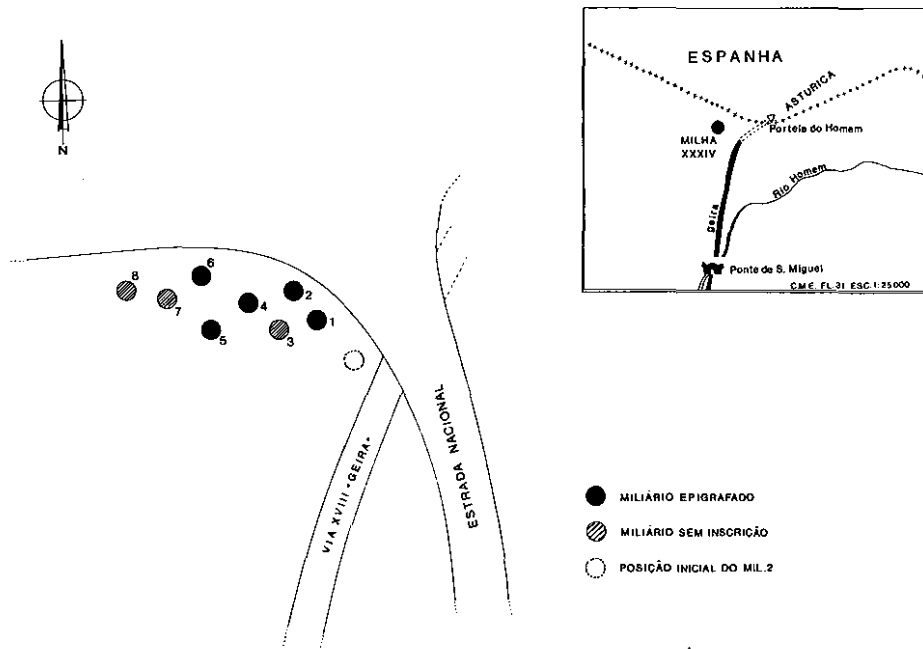 N
8
7
6
5
4
3
2
1
VIA XVIII "GEIRA"
ESTRADA NACIONAL
ESPANHA
ASTURICA
Portela do Homem
MILHA
XXXIV
Geira
Rio Homem
Ponte de S. Miguel
C.M.E. FL.31 ESC.1:25000
MILIÁRIO EPIGRAFADO
MILIÁRIO SEM INSCRIÇÃO
POSIÇÃO INICIAL DO MIL.2